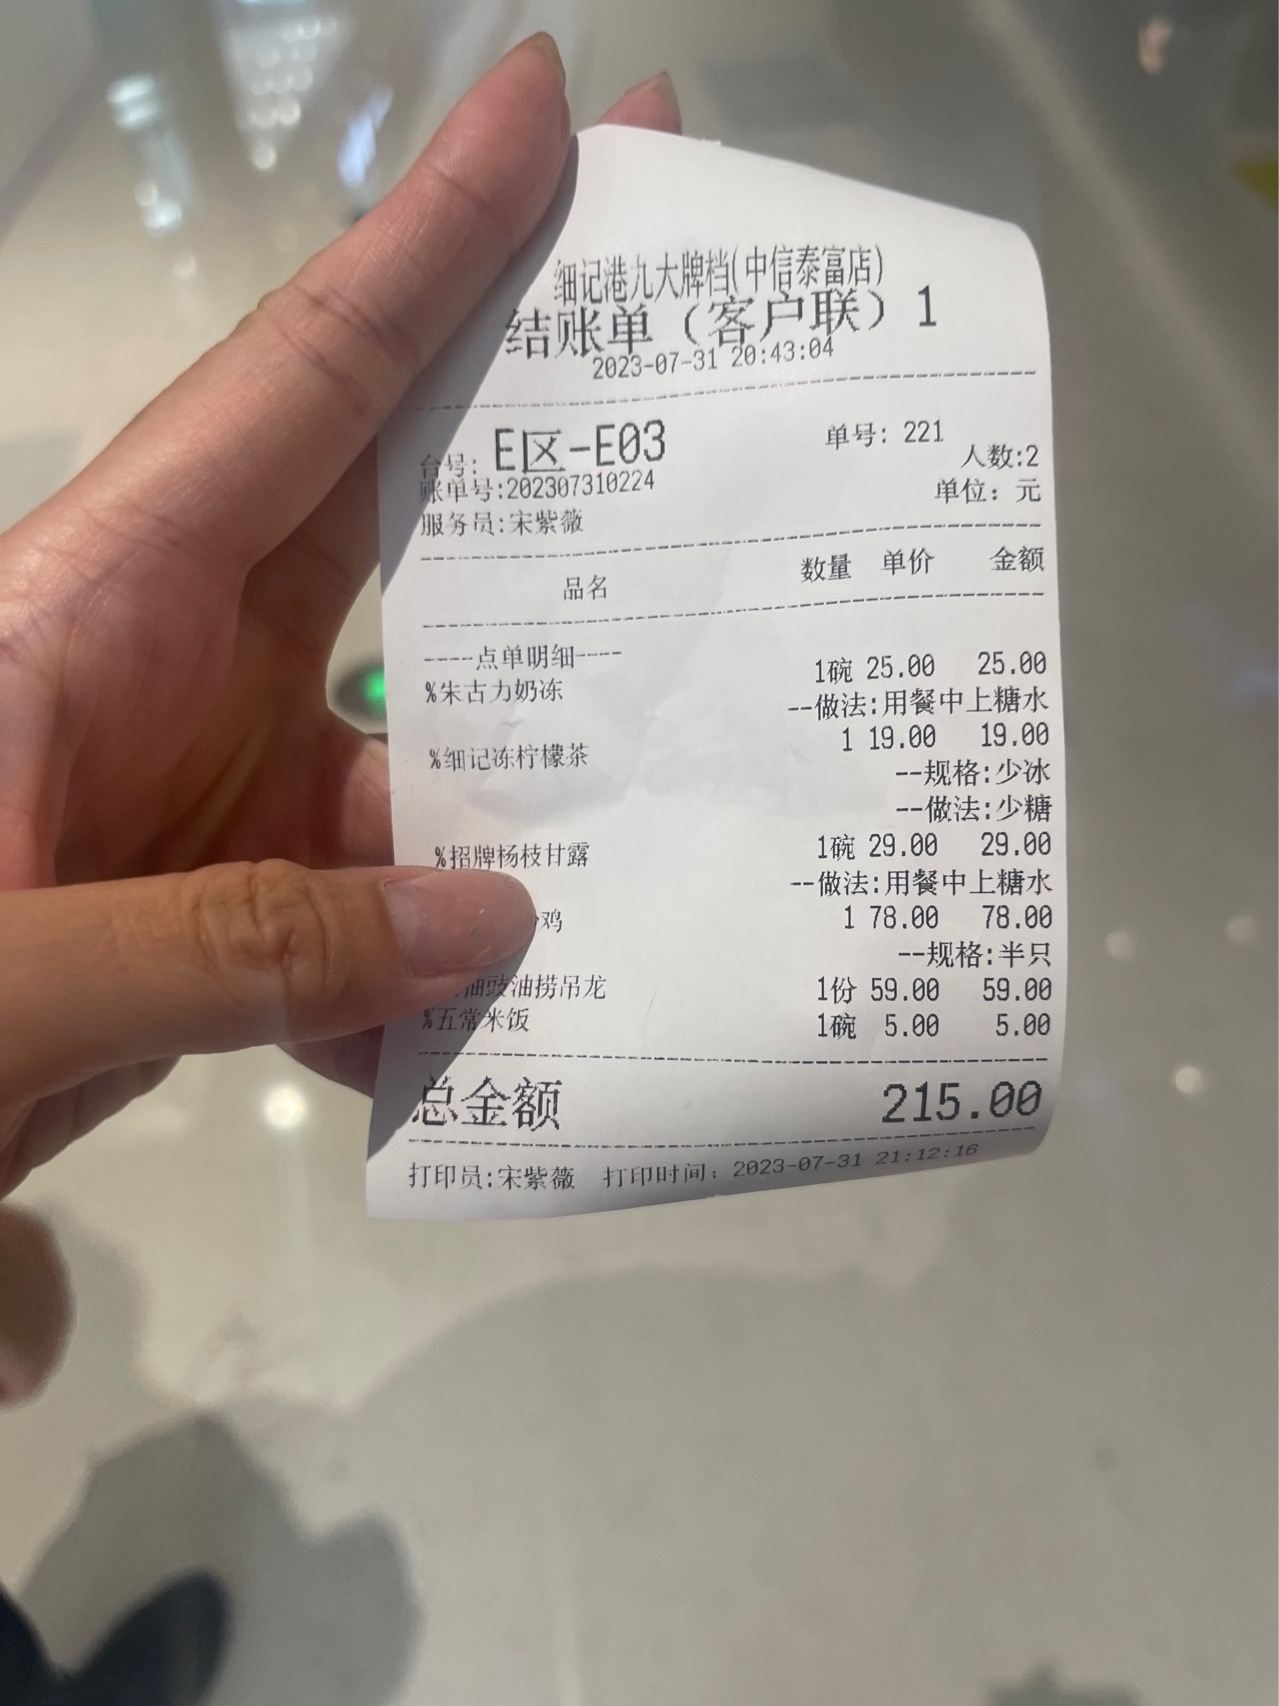 细记港九大牌档(中信泰富店)
结账单（客户联）1
2023-07-31 20:43:04
台号: E区-E03 单号: 221
人数:2
账单号:202307310224 单位: 元
服务员:宋紫薇
品名 数量 单价 金额
----点单明细----
%朱古力奶冻 1碗 25.00 25.00
--做法:用餐中上糖水
%细记冻柠檬茶 1 19.00 19.00
--规格:少冰
--做法:少糖
%招牌杨枝甘露 1碗 29.00 29.00
--做法:用餐中上糖水
鸡 1 78.00 78.00
--规格:半只
油豉油捞吊龙 1份 59.00 59.00
%五常米饭 1碗 5.00 5.00
总金额 215.00
打印员:宋紫薇 打印时间: 2023-07-31 21:12:16